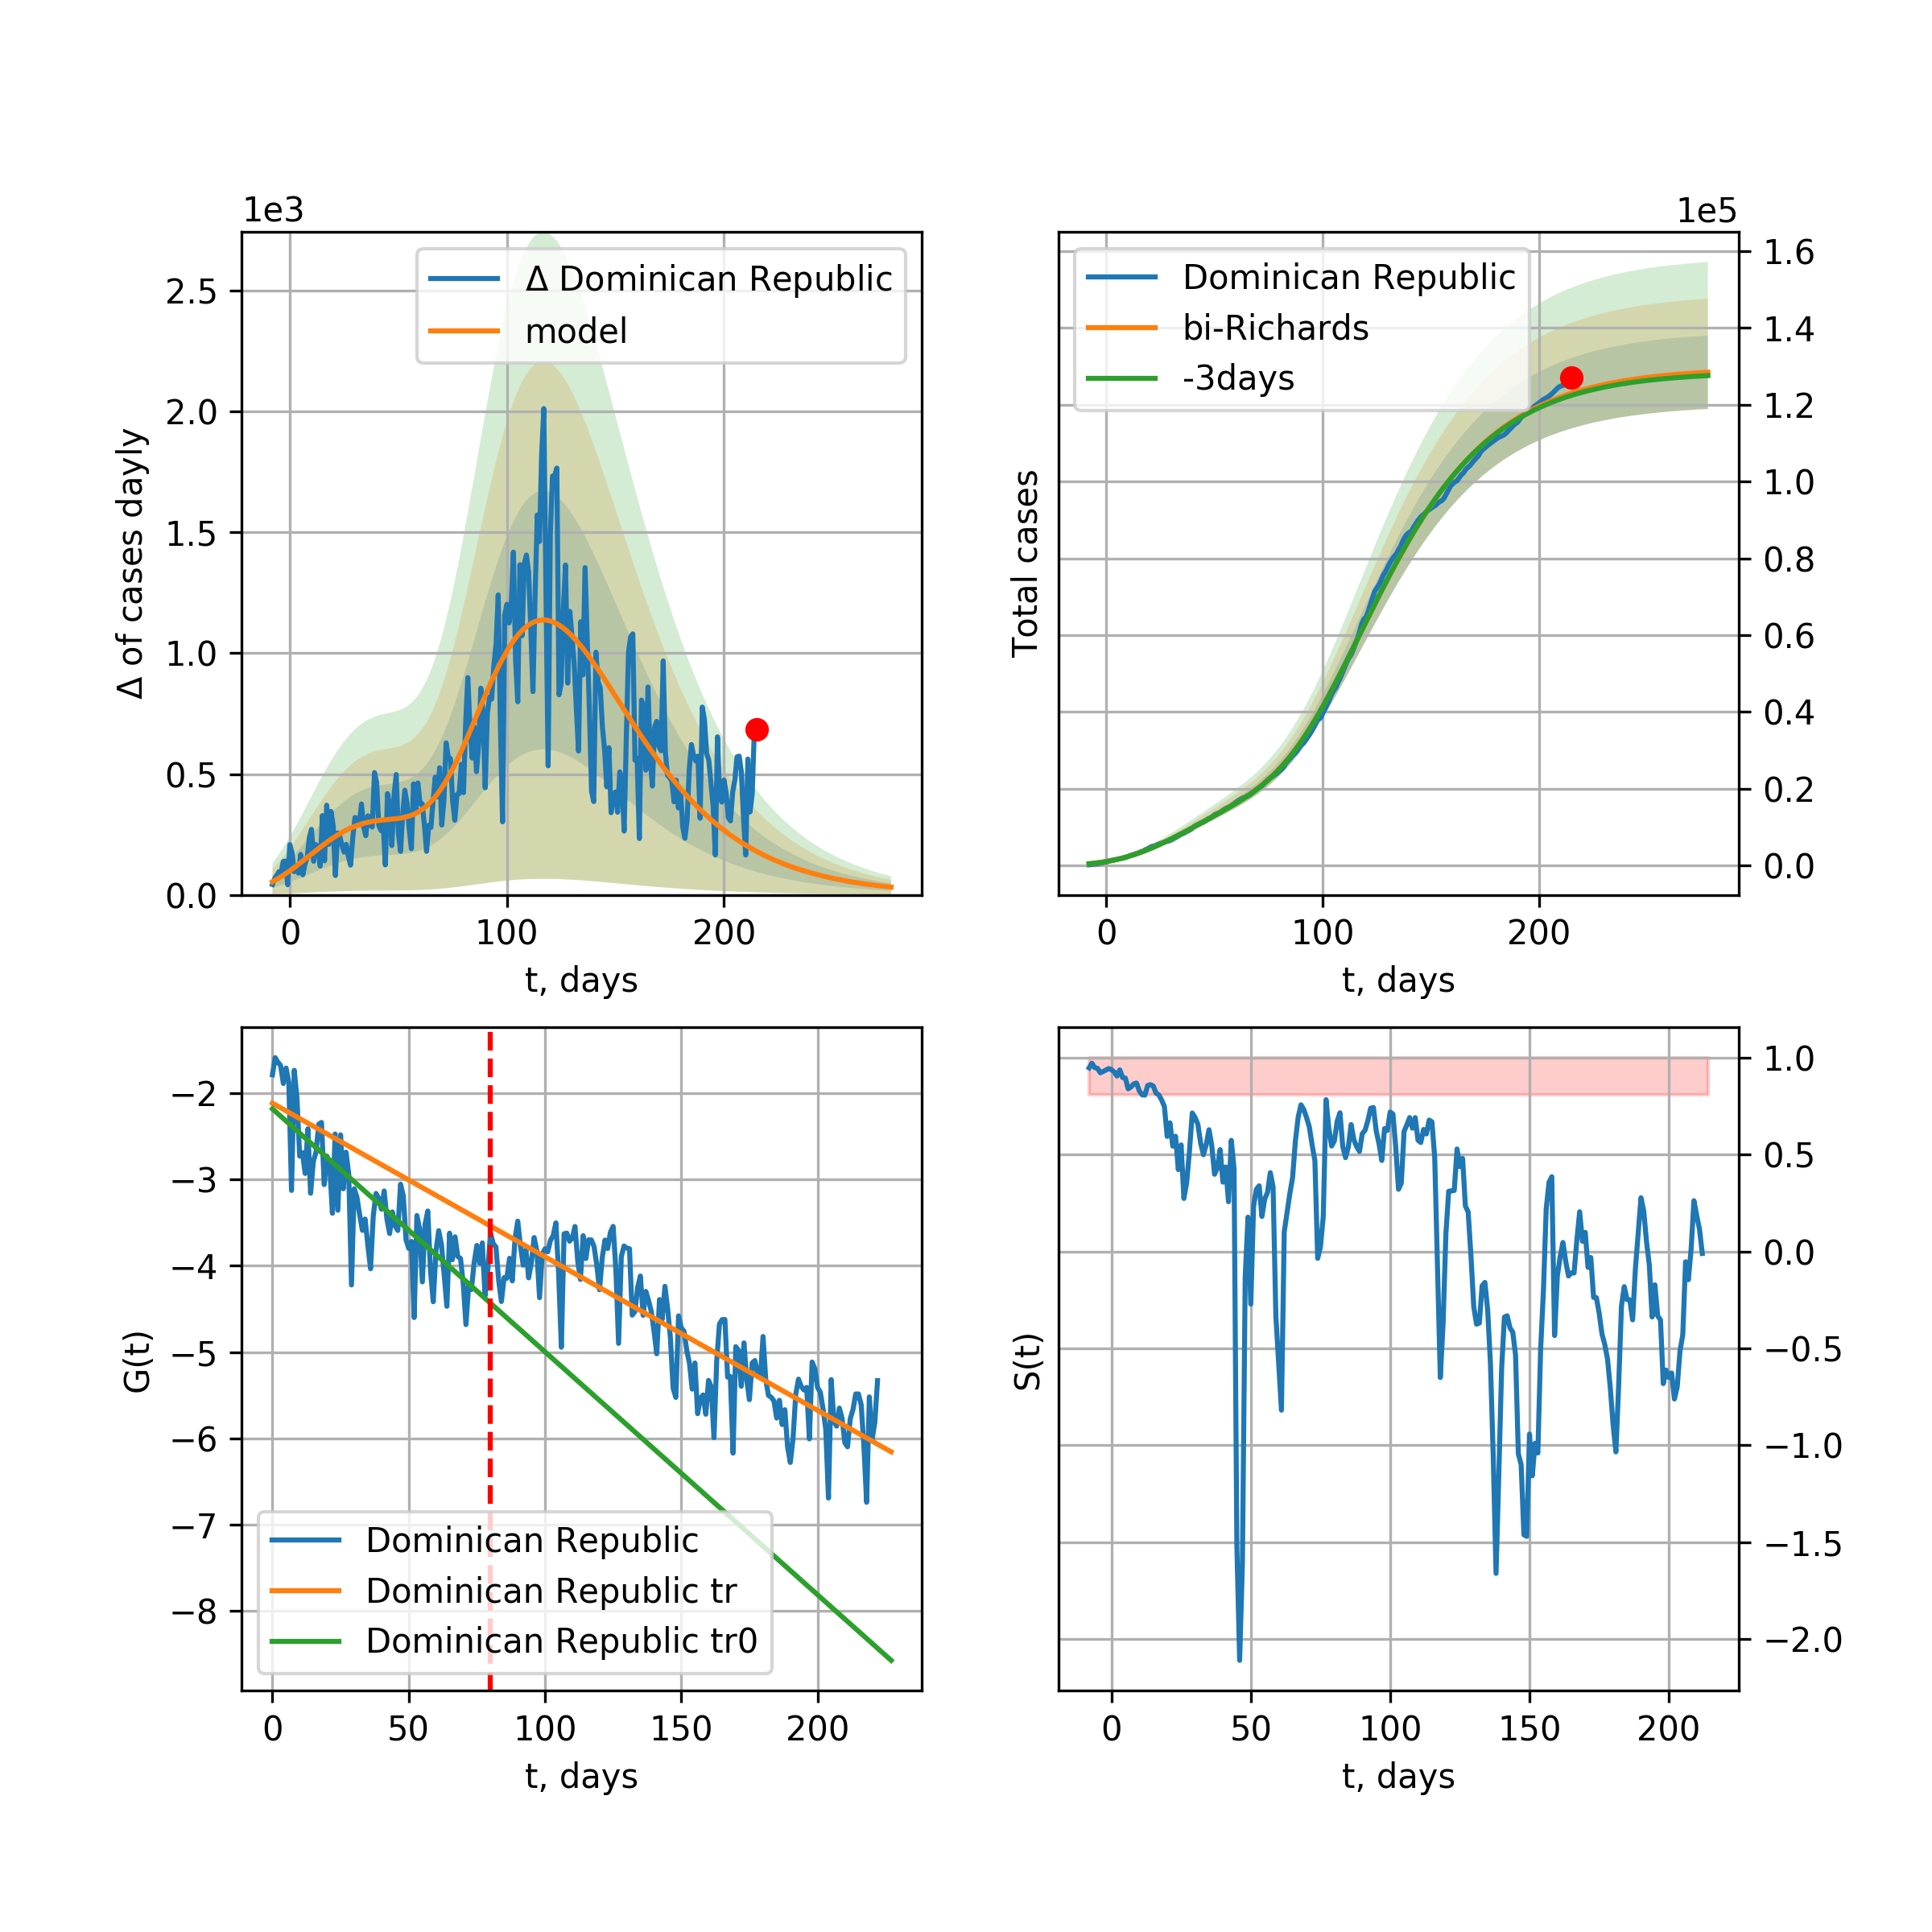 1e3
Δ Dominican Republic
model
2.5
2.0
1.5
1.0
0.5
0.0
Δ of cases dayly
0 100 200
t, days
1e5
Dominican Republic
bi-Richards
-3days
1.6
1.4
1.2
1.0
0.8
0.6
0.4
0.2
0.0
Total cases
0 100 200
t, days
−2
−3
−4
−5
−6
−7
−8
G(t)
Dominican Republic
Dominican Republic tr
Dominican Republic tr0
0 50 100 150 200
t, days
1.0
0.5
0.0
−0.5
−1.0
−1.5
−2.0
S(t)
0 50 100 150 200
t, days